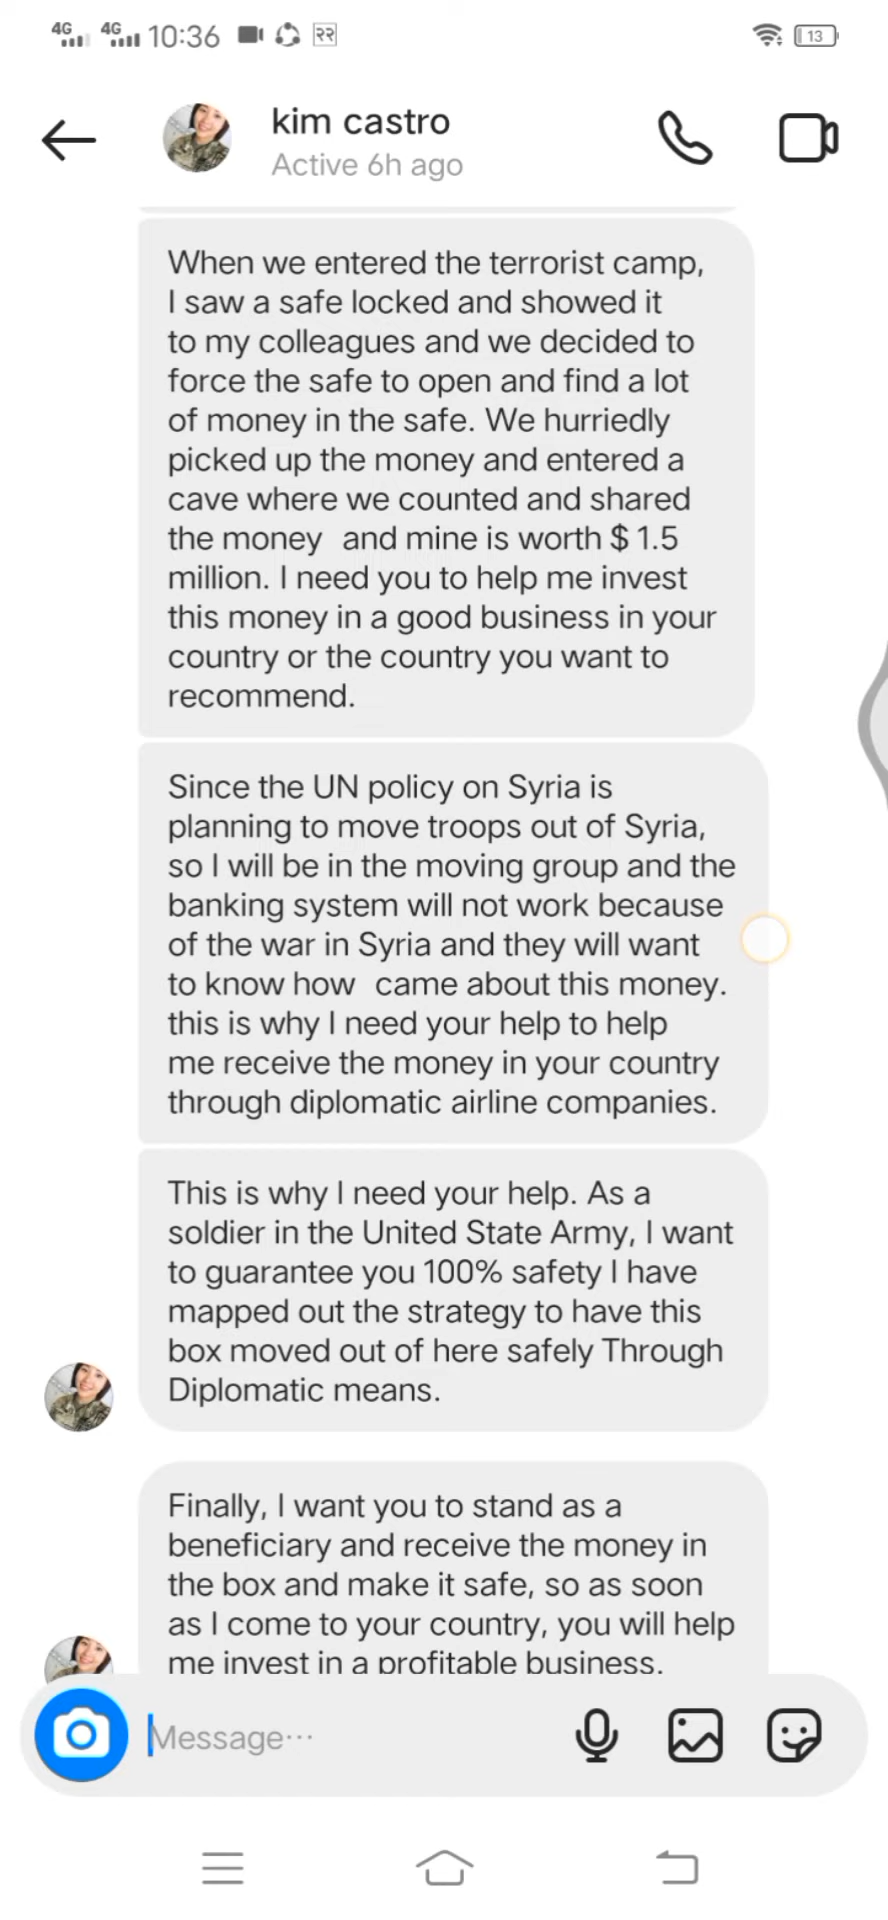 4G 4G 10:36 २२ 13
kim castro
Active 6h ago
When we entered the terrorist camp,
I saw a safe locked and showed it
to my colleagues and we decided to
force the safe to open and find a lot
of money in the safe. We hurriedly
picked up the money and entered a
cave where we counted and shared
the money and mine is worth $ 1.5
million. I need you to help me invest
this money in a good business in your
country or the country you want to
recommend.
Since the UN policy on Syria is
planning to move troops out of Syria,
so I will be in the moving group and the
banking system will not work because
of the war in Syria and they will want
to know how came about this money.
this is why I need your help to help
me receive the money in your country
through diplomatic airline companies.
This is why I need your help. As a
soldier in the United State Army, I want
to guarantee you 100% safety I have
mapped out the strategy to have this
box moved out of here safely Through
Diplomatic means.
Finally, I want you to stand as a
beneficiary and receive the money in
the box and make it safe, so as soon
as I come to your country, you will help
me invest in a profitable business.
Message...